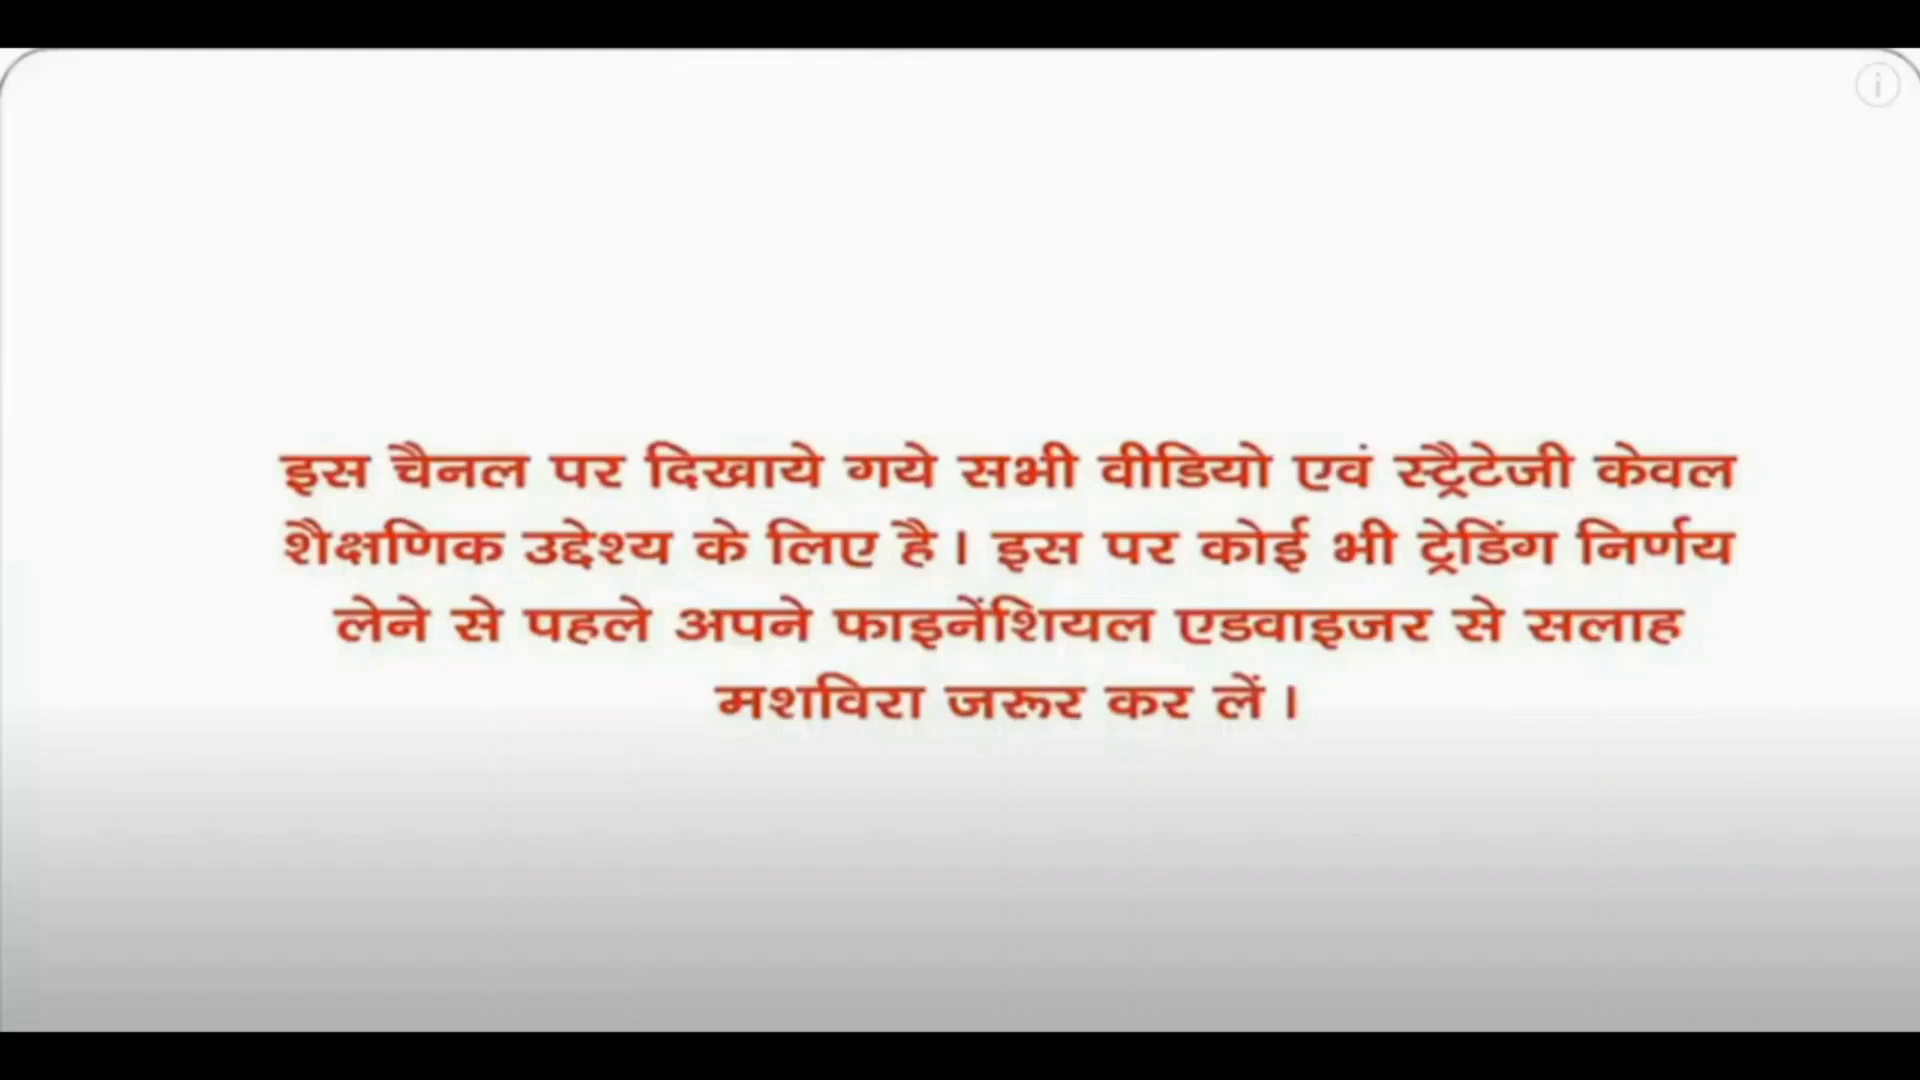 इस चैनल पर दिखाये गये सभी वीडियो एवं स्ट्रैटेजी केवल
शैक्षणिक उद्देश्य के लिए है। इस पर कोई भी ट्रेडिंग निर्णय
लेने से पहले अपने फाइनेंशियल एडवाइजर से सलाह
मशविरा जरूर कर लें।